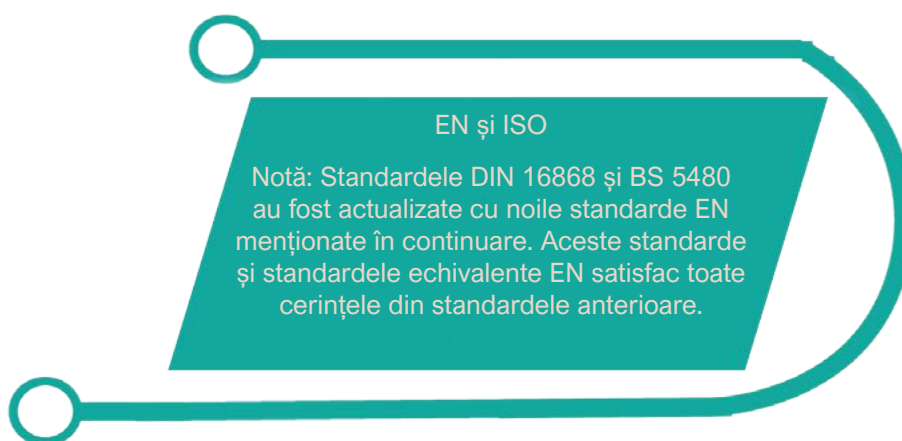 EN și ISO
Notă: Standardele DIN 16868 și BS 5480
au fost actualizate cu noile standarde EN
menționate în continuare. Aceste standarde
și standardele echivalente EN satisfac toate
cerințele din standardele anterioare.